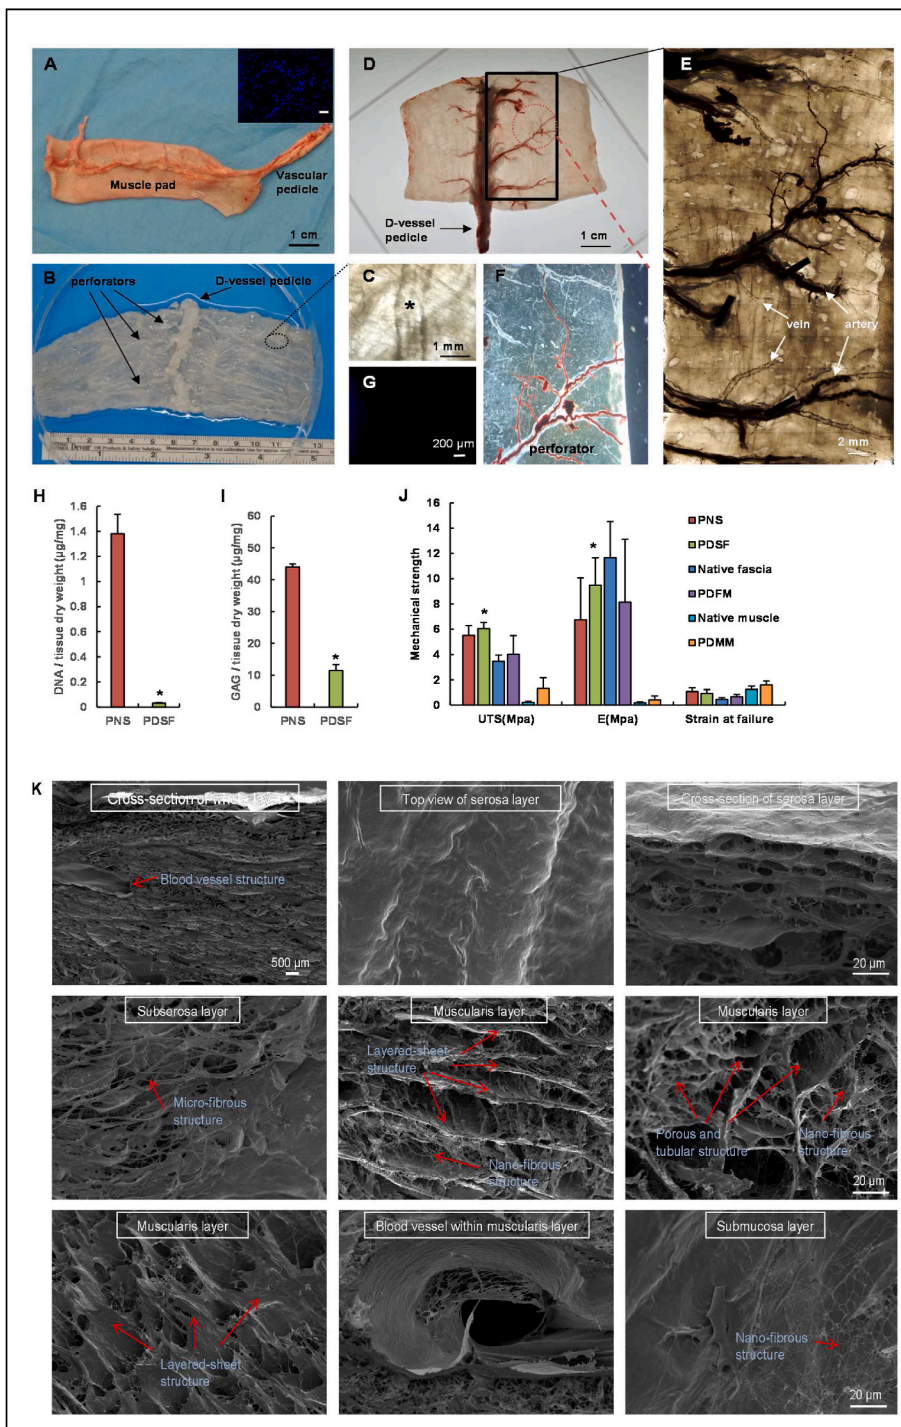 A
Muscle pad
Vascular
pedicle
1 cm
B
perforators
D-vessel pedicle
D
D-vessel
pedicle
1 cm
C
*
1 mm
G
200 µm
F
perforator
E
vein
artery
2 mm
H
DNA / tissue dry weight (µg/mg)
1.6
1.4
1.2
1
0.8
0.6
0.4
0.2
0
*
PNS
PDSF
I
GAG / tissue dry weight (µg/mg)
60
50
40
30
20
10
0
*
PNS
PDSF
J
Mechanical strength
16
14
12
10
8
6
4
2
0
*
*
UTS(Mpa)
E(Mpa)
Strain at failure
PNS
PDSF
Native fascia
PDFM
Native muscle
PDMM
K
Cross-section of layer
Blood vessel structure
500 µm
Top view of serosa layer
Cross-section of serosa layer
20 µm
Subserosa layer
Micro-fibrous
structure
Muscularis layer
Layered-sheet
structure
Nano-fibrous
structure
Muscularis layer
Porous and
tubular structure
Nano-fibrous
structure
20 µm
Muscularis layer
Layered-sheet
structure
Blood vessel within muscularis layer
Submucosa layer
Nano-fibrous
structure
20 µm